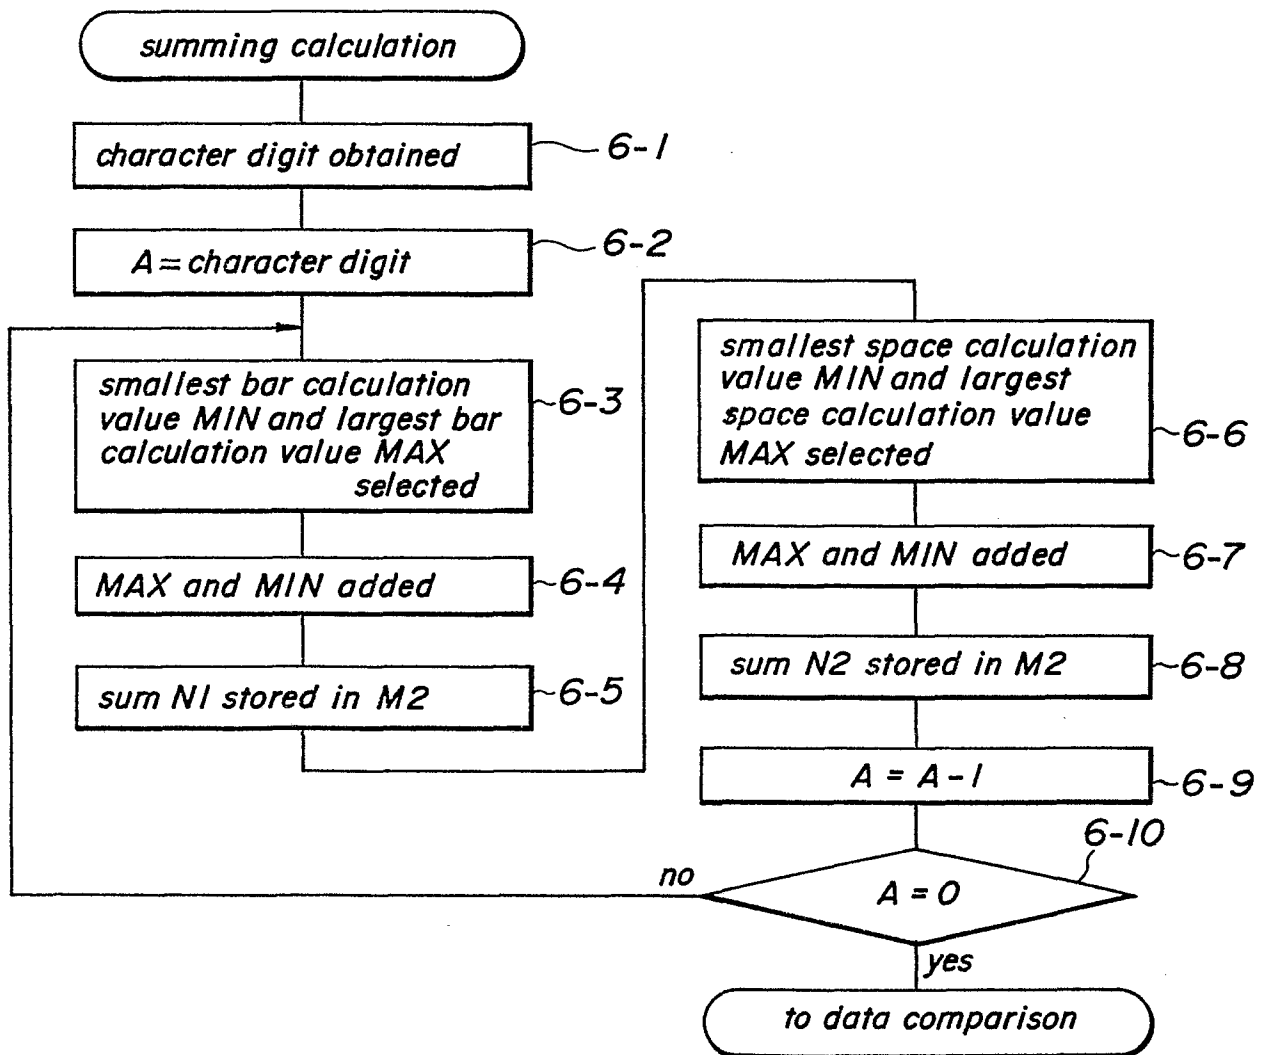 summing calculation
character digit obtained
6-1
A = character digit
6-2
smallest bar calculation
value MIN and largest bar
calculation value MAX
selected
6-3
MAX and MIN added
6-4
sum N1 stored in M2
6-5
smallest space calculation
value MIN and largest
space calculation value
MAX selected
6-6
MAX and MIN added
6-7
sum N2 stored in M2
6-8
A = A - 1
6-9
6-10
A = 0
no
yes
to data comparison